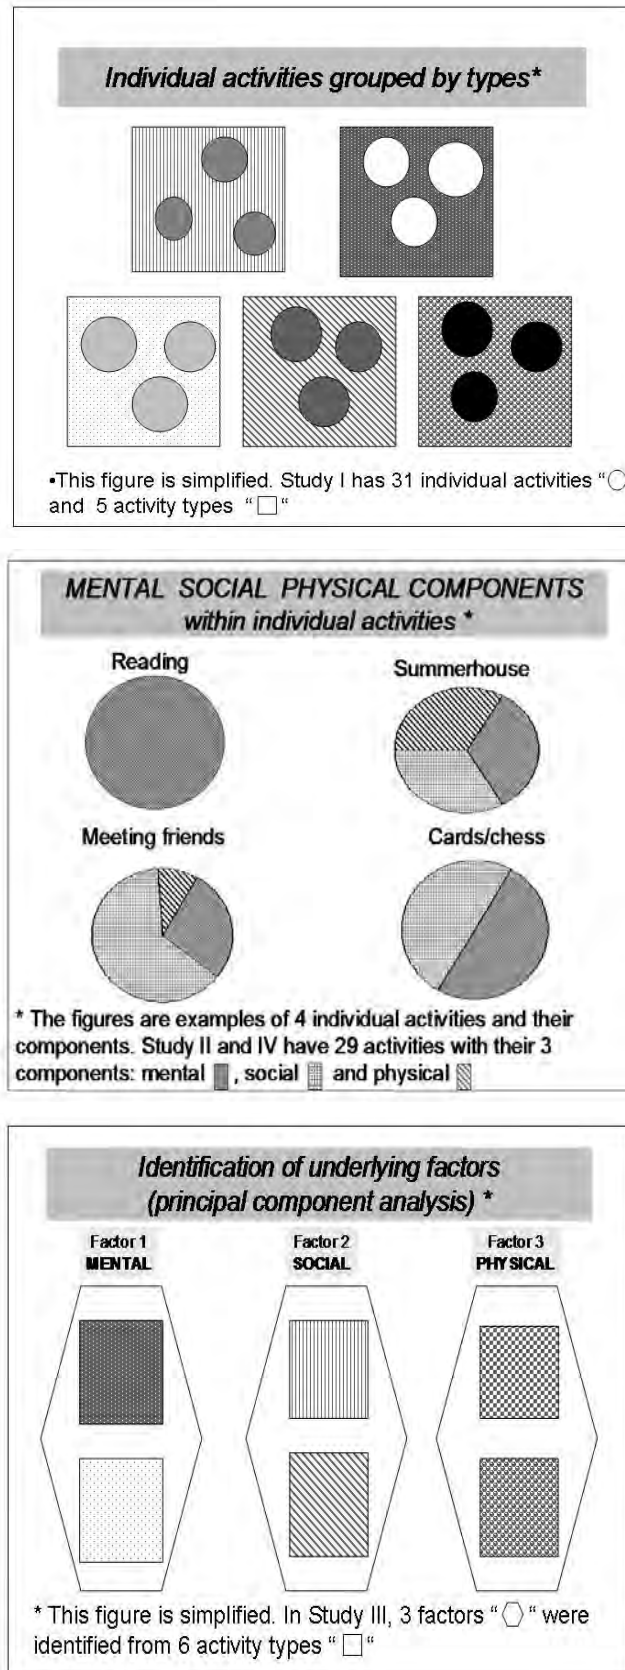 Individual activities grouped by types*
•This figure is simplified. Study I has 31 individual activities “◯
and 5 activity types “□“
MENTAL SOCIAL PHYSICAL COMPONENTS
within individual activities *
Reading
Summerhouse
Meeting friends
Cards/chess
* The figures are examples of 4 individual activities and their
components. Study II and IV have 29 activities with their 3
components: mental , social and physical
Identification of underlying factors
(principal component analysis) *
Factor 1
MENTAL
Factor 2
SOCIAL
Factor 3
PHYSICAL
* This figure is simplified. In Study III, 3 factors “⬡“ were
identified from 6 activity types “□“